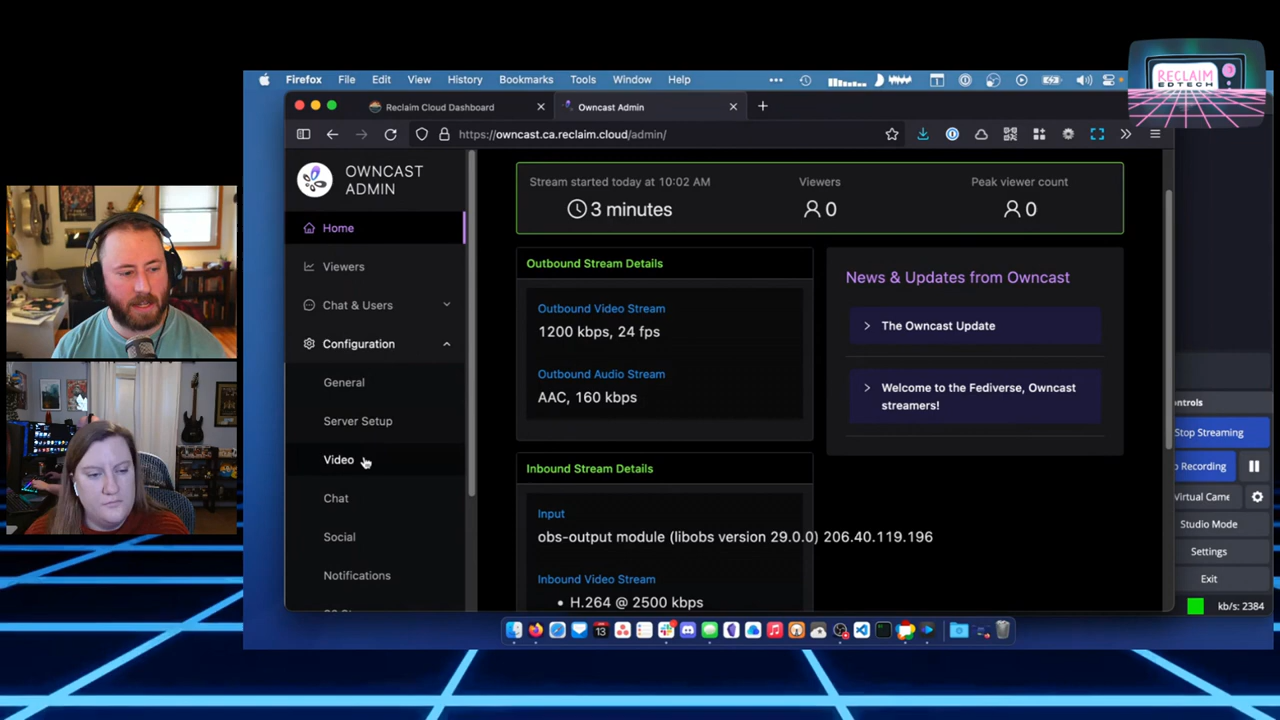 RECLAIM
EDTECH
Firefox File Edit View History Bookmarks Tools Window Help
Reclaim Cloud Dashboard
Owncast Admin
https://owncast.ca.reclaim.cloud/admin/
OWNCAST
ADMIN
Home
Viewers
Chat & Users
Configuration
General
Server Setup
Video
Chat
Social
Notifications
Stream started today at 10:02 AM
3 minutes
Viewers
0
Peak viewer count
0
Outbound Stream Details
Outbound Video Stream
1200 kbps, 24 fps
Outbound Audio Stream
AAC, 160 kbps
Inbound Stream Details
Input
obs-output module (libobs version 29.0.0) 206.40.119.196
Inbound Video Stream
• H.264 @ 2500 kbps
News & Updates from Owncast
The Owncast Update
Welcome to the Fediverse, Owncast
streamers!
ontrols
Stop Streaming
p Recording
Virtual Came
Studio Mode
Settings
Exit
kb/s: 2384
13